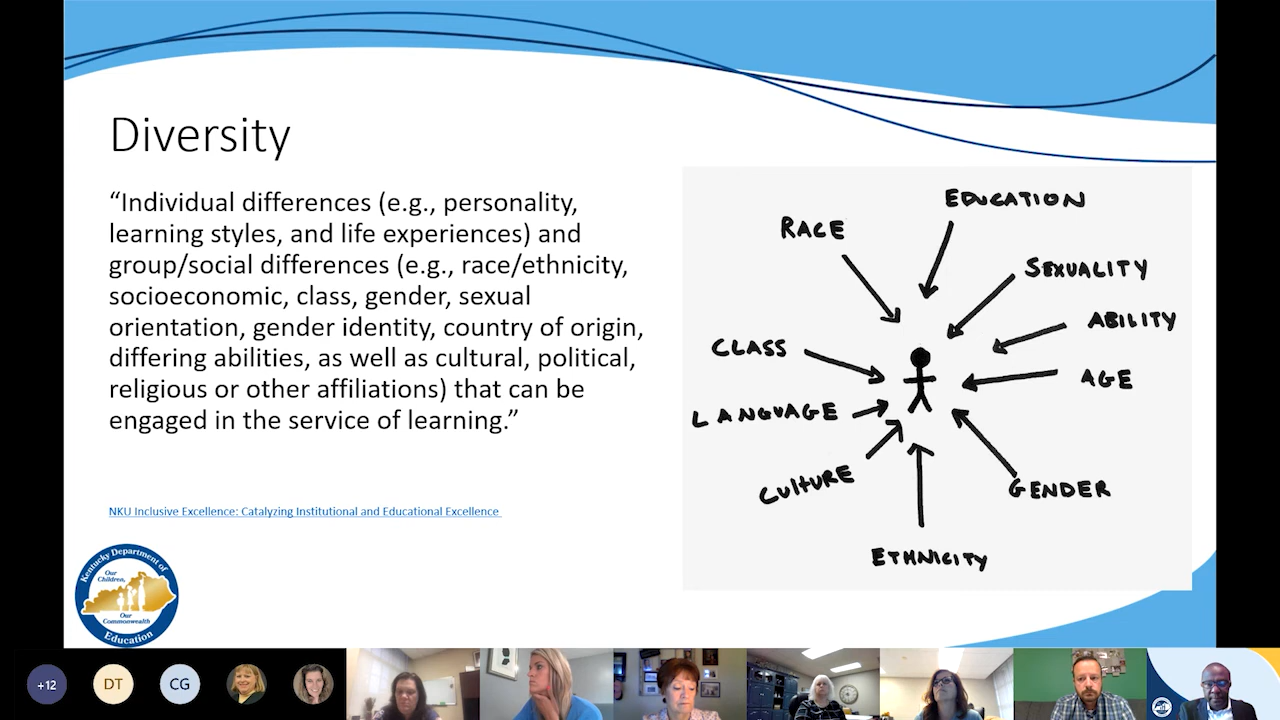 Diversity
“Individual differences (e.g., personality,
learning styles, and life experiences) and
group/social differences (e.g., race/ethnicity,
socioeconomic, class, gender, sexual
orientation, gender identity, country of origin,
differing abilities, as well as cultural, political,
religious or other affiliations) that can be
engaged in the service of learning.”
NKU Inclusive Excellence: Catalyzing Institutional and Educational Excellence
Kentucky Department of
Our
Children,
Our
Commonwealth
Education
EDUCATION
RACE
SEXUALITY
ABILITY
CLASS
AGE
LANGUAGE
CultURE
GENDER
ETHNICITY
+12
DT
CG